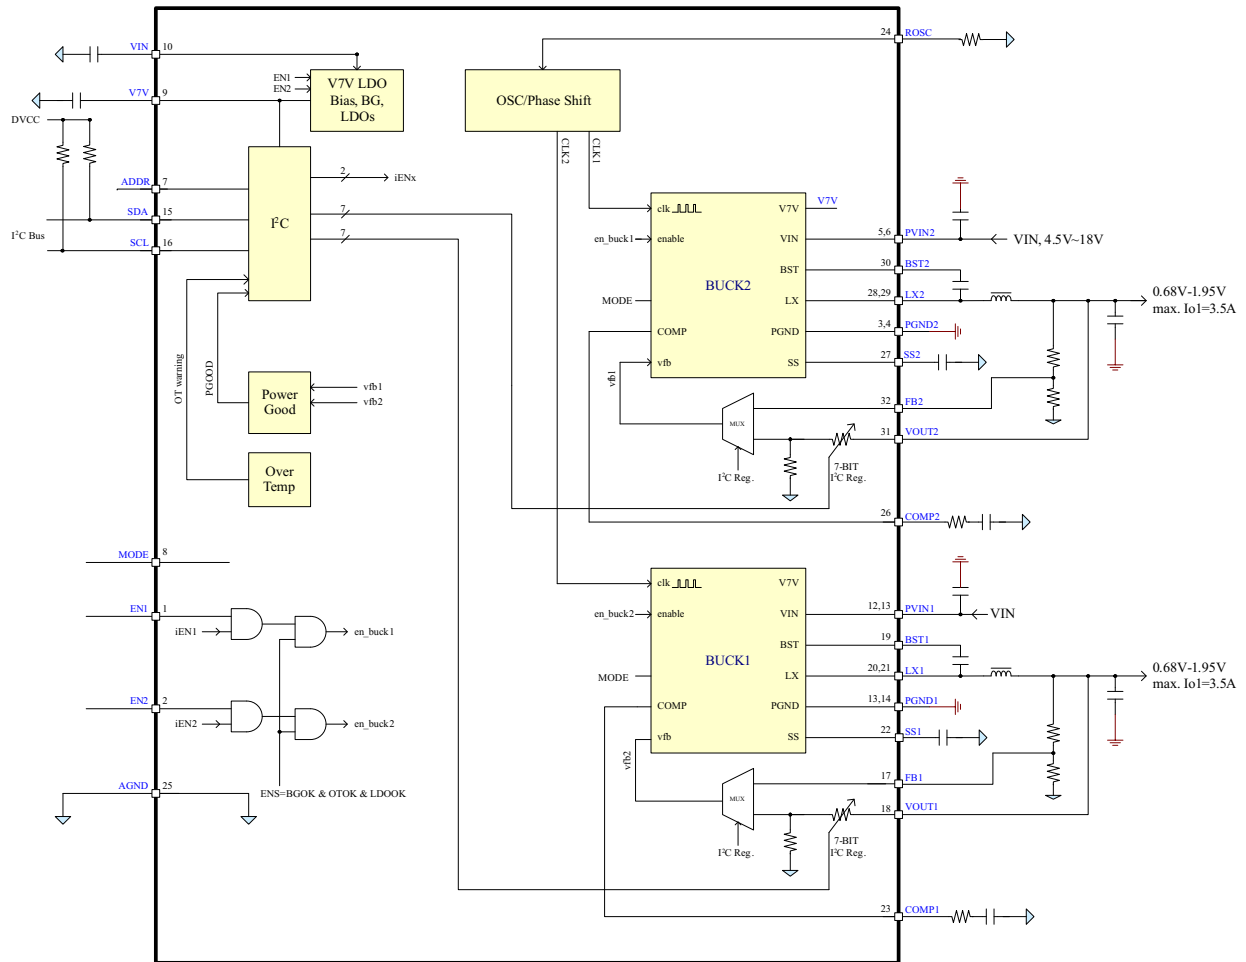 VIN
10
V7V
9
DVCC
EN1
EN2
V7V LDO
Bias, BG,
LDOs
24
ROSC
OSC/Phase Shift
CLK2
CLK1
ADDR
7
SDA
15
I²C Bus
SCL
16
I²C
2
iENx
7
7
OT warning
PGOOD
Power
Good
vfb1
vfb2
Over
Temp
clk
V7V
V7V
en_buck1
enable
VIN
5,6
PVIN2
VIN, 4.5V~18V
BST
30
BST2
BUCK2
MODE
LX
28,29
LX2
0.68V-1.95V
max. Io1=3.5A
COMP
PGND
3,4
PGND2
vfb
SS
27
SS2
vfb1
MUX
32
FB2
31
VOUT2
I²C Reg.
7-BIT
I²C Reg.
26
COMP2
MODE
8
EN1
1
iEN1
en_buck1
EN2
2
iEN2
en_buck2
AGND
25
ENS=BGOK & OTOK & LDOOK
clk
V7V
en_buck2
enable
VIN
12,13
PVIN1
VIN
BST
19
BST1
BUCK1
MODE
LX
20,21
LX1
0.68V-1.95V
max. Io1=3.5A
COMP
PGND
13,14
PGND1
vfb
SS
22
SS1
vfb2
MUX
17
FB1
18
VOUT1
I²C Reg.
7-BIT
I²C Reg.
23
COMP1